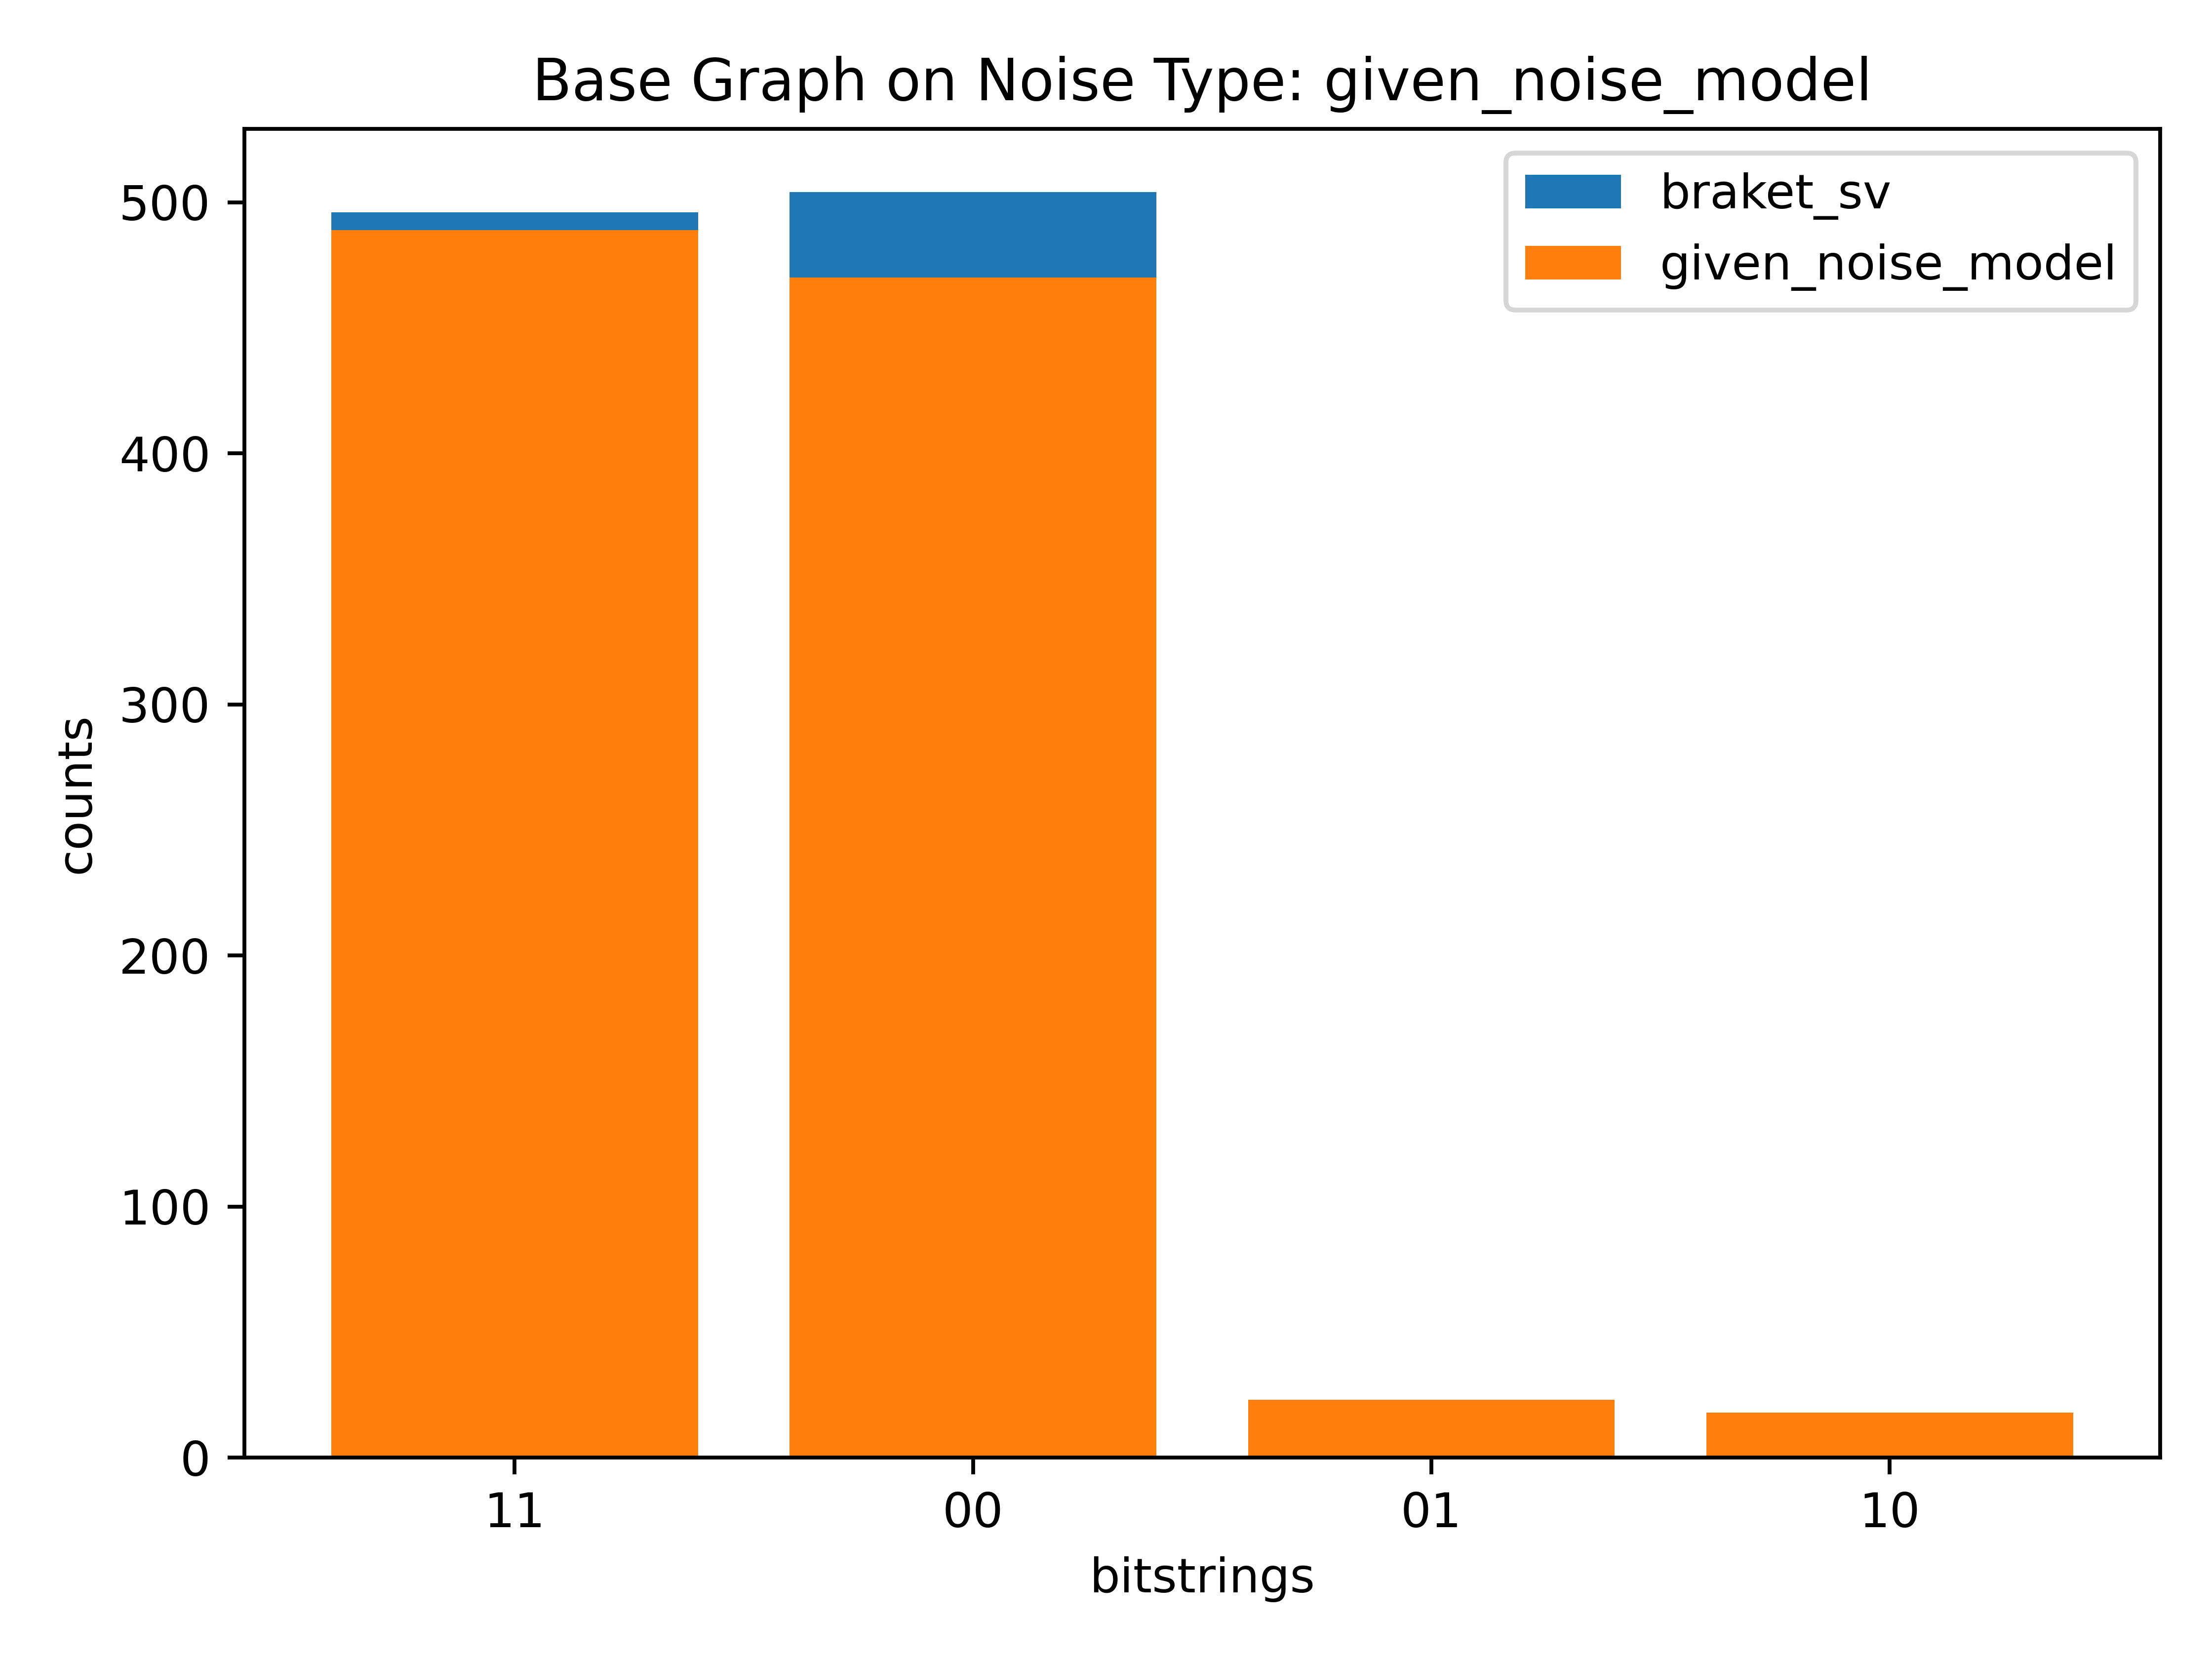 Base Graph on Noise Type: given_noise_model
braket_sv
given_noise_model
500
400
300
200
100
0
counts
11 00 01 10
bitstrings